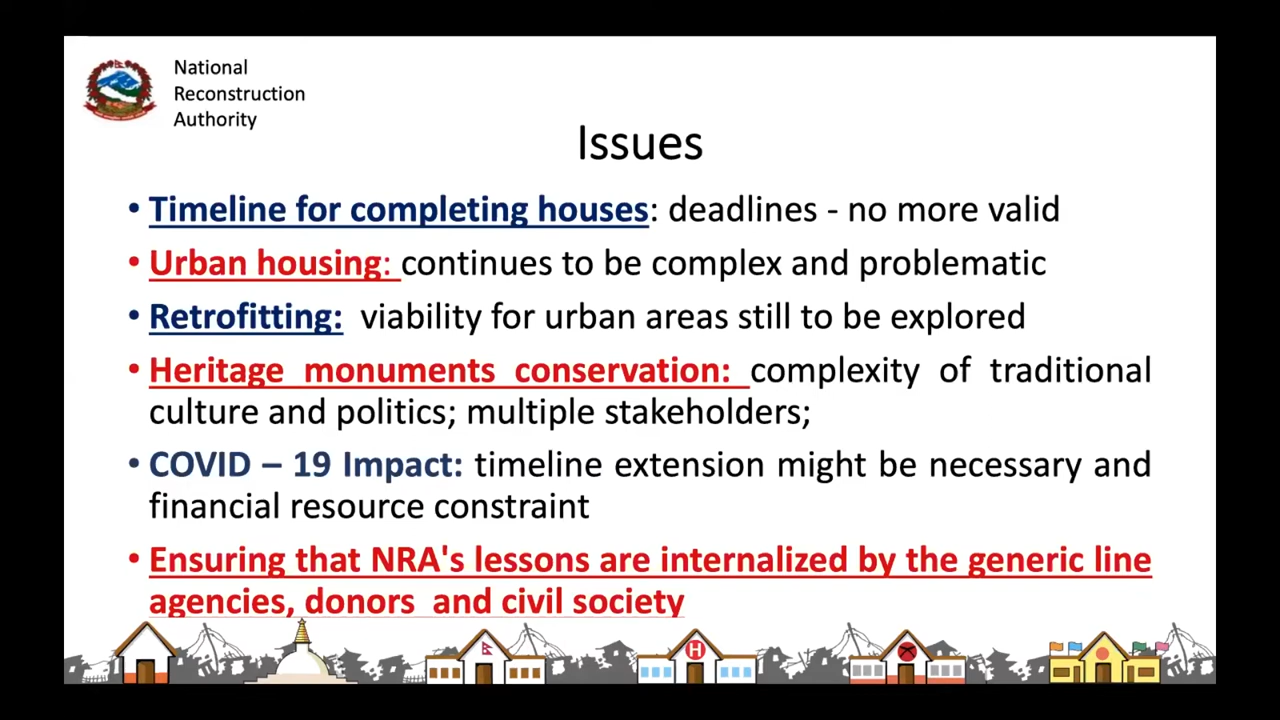 National
Reconstruction
Authority
Issues
• Timeline for completing houses: deadlines - no more valid
• Urban housing: continues to be complex and problematic
• Retrofitting: viability for urban areas still to be explored
• Heritage monuments conservation: complexity of traditional
culture and politics; multiple stakeholders;
• COVID – 19 Impact: timeline extension might be necessary and
financial resource constraint
• Ensuring that NRA's lessons are internalized by the generic line
agencies, donors and civil society
H